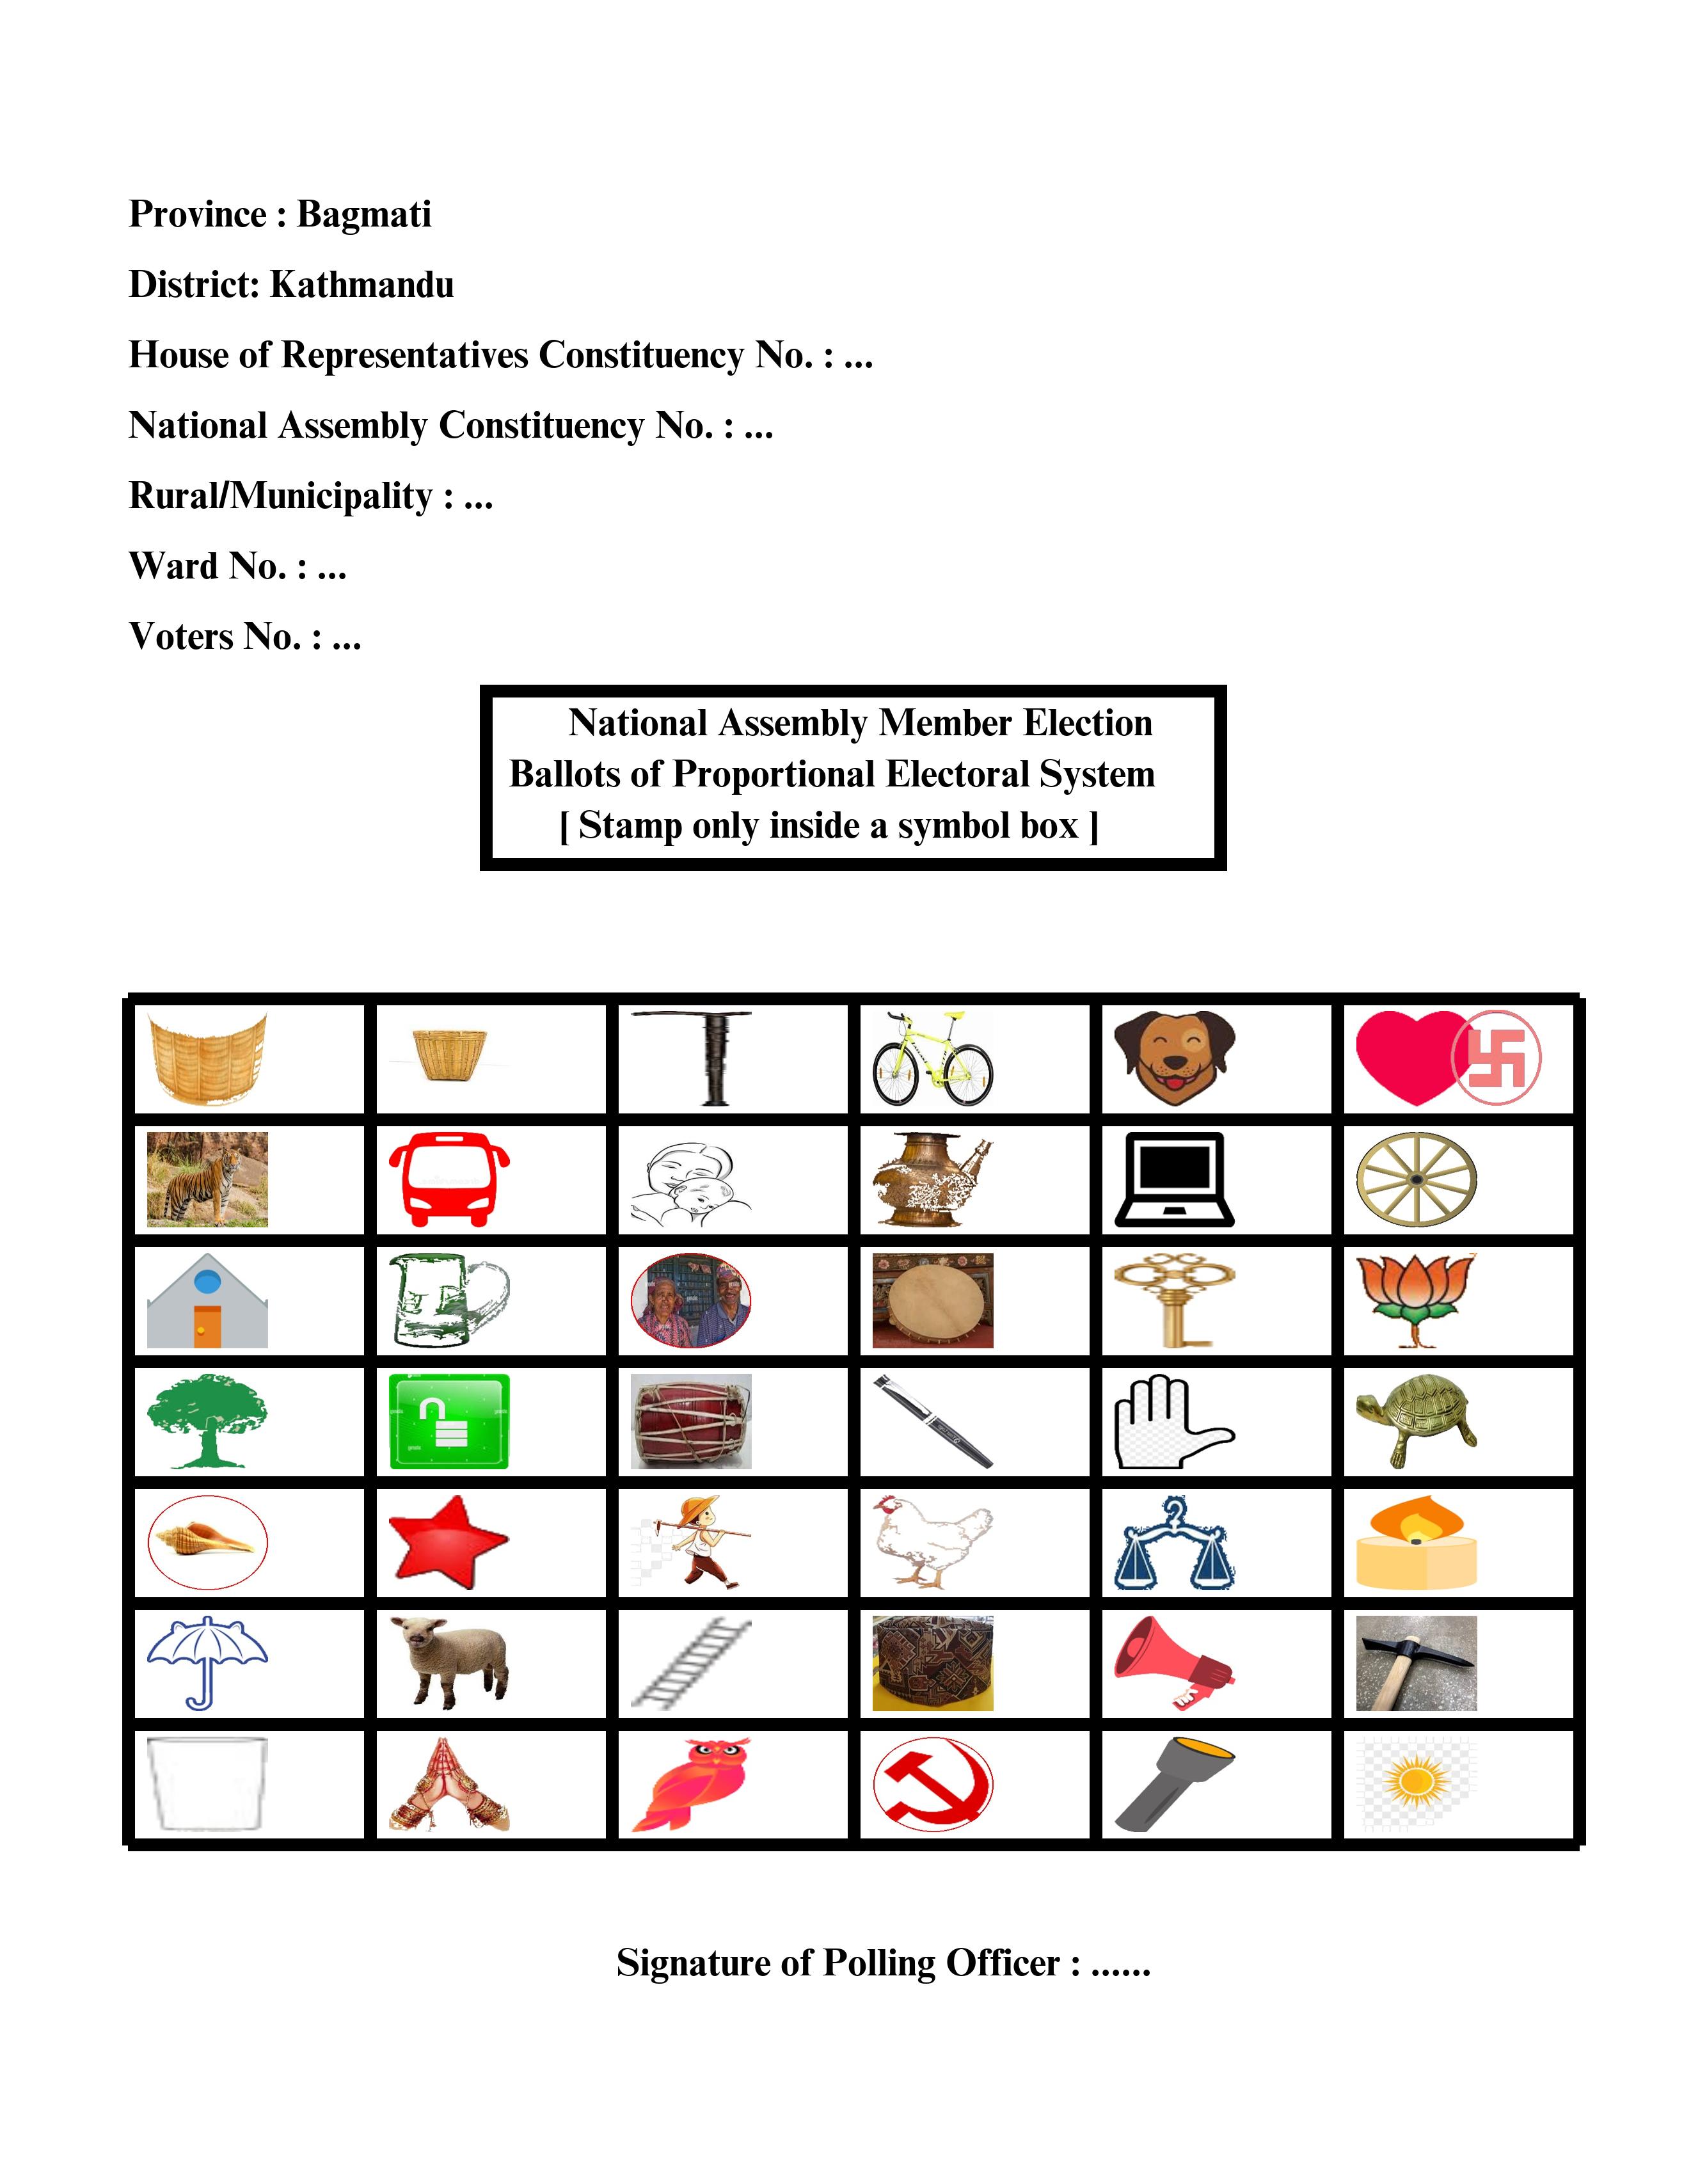 Province : Bagmati
District: Kathmandu
House of Representatives Constituency No. : ...
National Assembly Constituency No. : ...
Rural/Municipality : ...
Ward No. : ...
Voters No. : ...
National Assembly Member Election
Ballots of Proportional Electoral System
[ Stamp only inside a symbol box ]
Signature of Polling Officer : ......